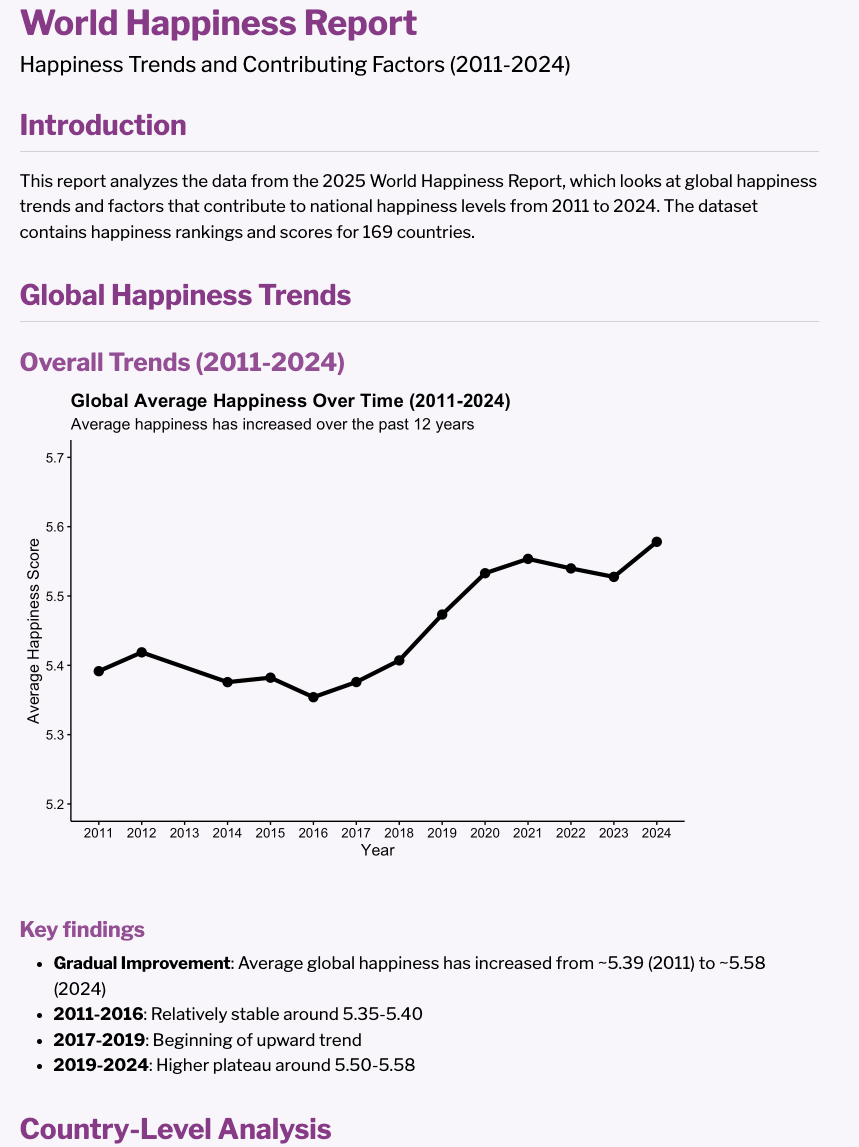 World Happiness Report
Happiness Trends and Contributing Factors (2011-2024)
Introduction
This report analyzes the data from the 2025 World Happiness Report, which looks at global happiness
trends and factors that contribute to national happiness levels from 2011 to 2024. The dataset
contains happiness rankings and scores for 169 countries.
Global Happiness Trends
Overall Trends (2011-2024)
Global Average Happiness Over Time (2011-2024)
Average happiness has increased over the past 12 years
Average Happiness Score
5.7
5.6
5.5
5.4
5.3
5.2
2011 2012 2013 2014 2015 2016 2017 2018 2019 2020 2021 2022 2023 2024
Year
Key findings
• Gradual Improvement: Average global happiness has increased from ~5.39 (2011) to ~5.58
(2024)
• 2011-2016: Relatively stable around 5.35-5.40
• 2017-2019: Beginning of upward trend
• 2019-2024: Higher plateau around 5.50-5.58
Country-Level Analysis